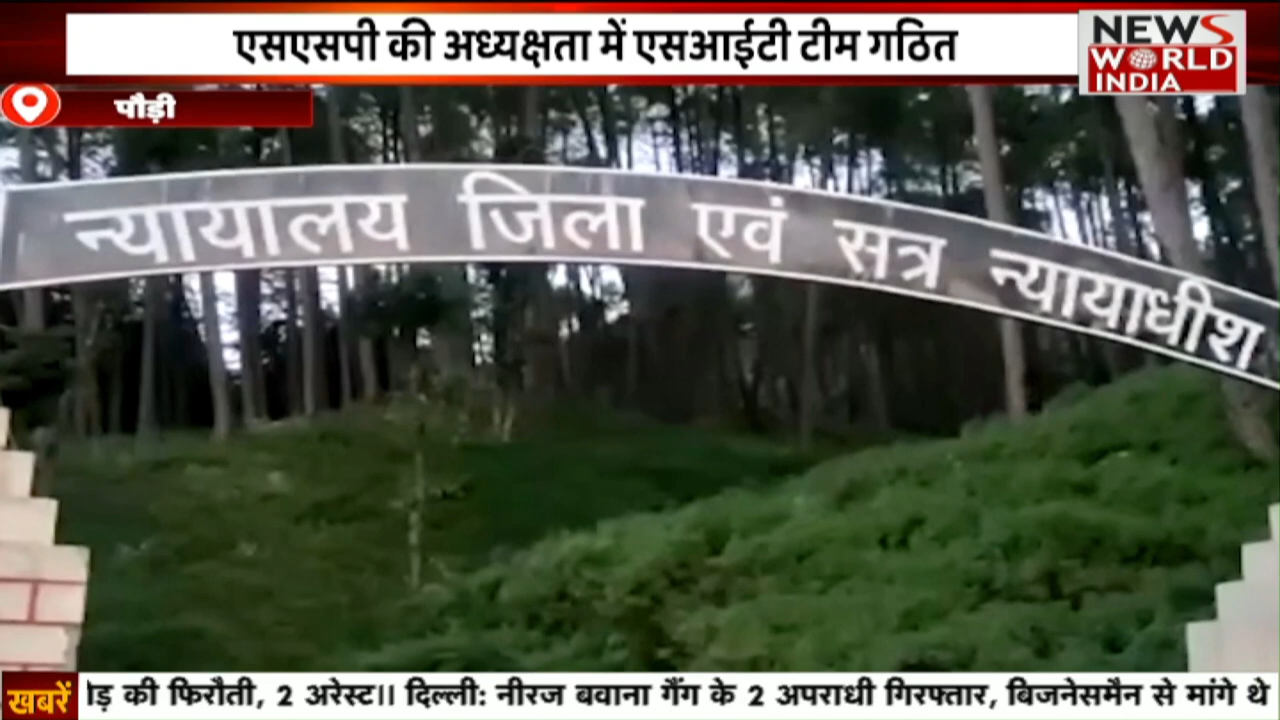 एसएसपी की अध्यक्षता में एसआईटी टीम गठित
NEWS
WORLD
INDIA
पौड़ी
न्यायालय जिला एवं सत्र न्यायाधीश
खबरें
ड़ की फिरौती, 2 अरेस्ट।। दिल्ली: नीरज बवाना गैंग के 2 अपराधी गिरफ्तार, बिजनेसमैन से मांगे थे